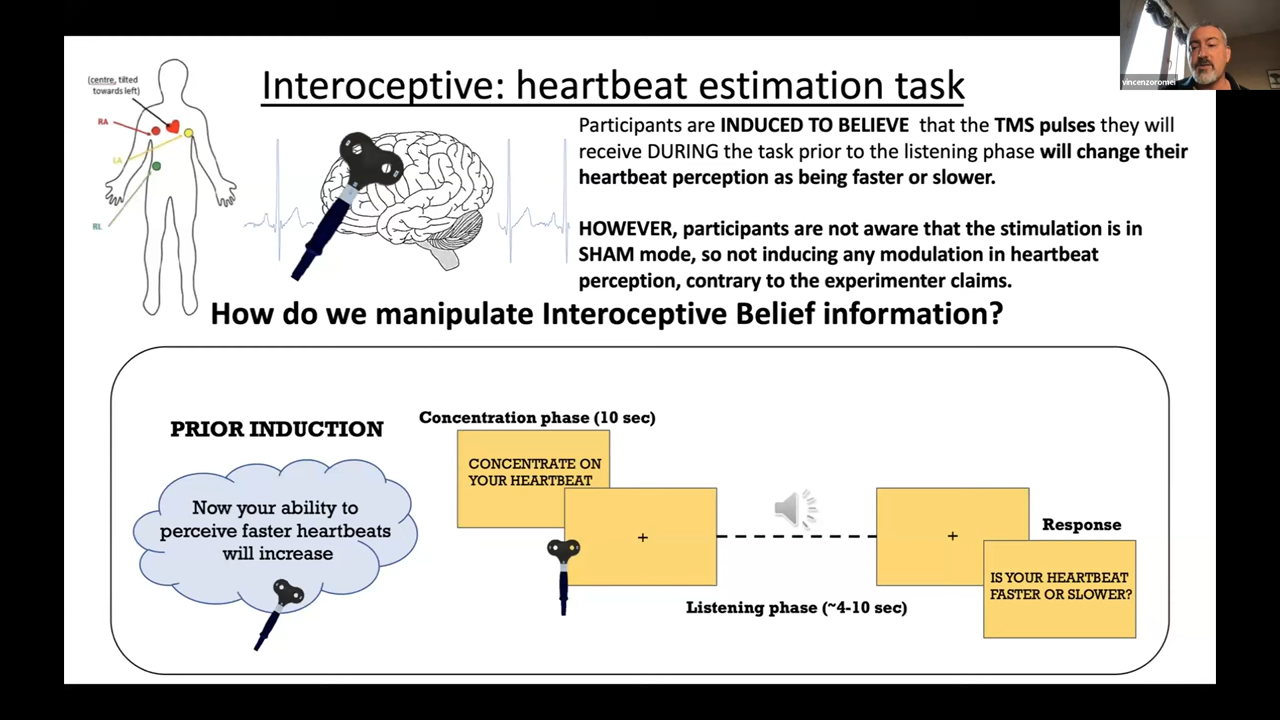 vincenzoromei
(centre, tilted
towards left)
RA
LA
RL
Interoceptive: heartbeat estimation task
Participants are INDUCED TO BELIEVE that the TMS pulses they will
receive DURING the task prior to the listening phase will change their
heartbeat perception as being faster or slower.
HOWEVER, participants are not aware that the stimulation is in
SHAM mode, so not inducing any modulation in heartbeat
perception, contrary to the experimenter claims.
How do we manipulate Interoceptive Belief information?
PRIOR INDUCTION
Now your ability to
perceive faster heartbeats
will increase
Concentration phase (10 sec)
CONCENTRATE ON
YOUR HEARTBEAT
+
Listening phase (~4-10 sec)
+
Response
IS YOUR HEARTBEAT
FASTER OR SLOWER?